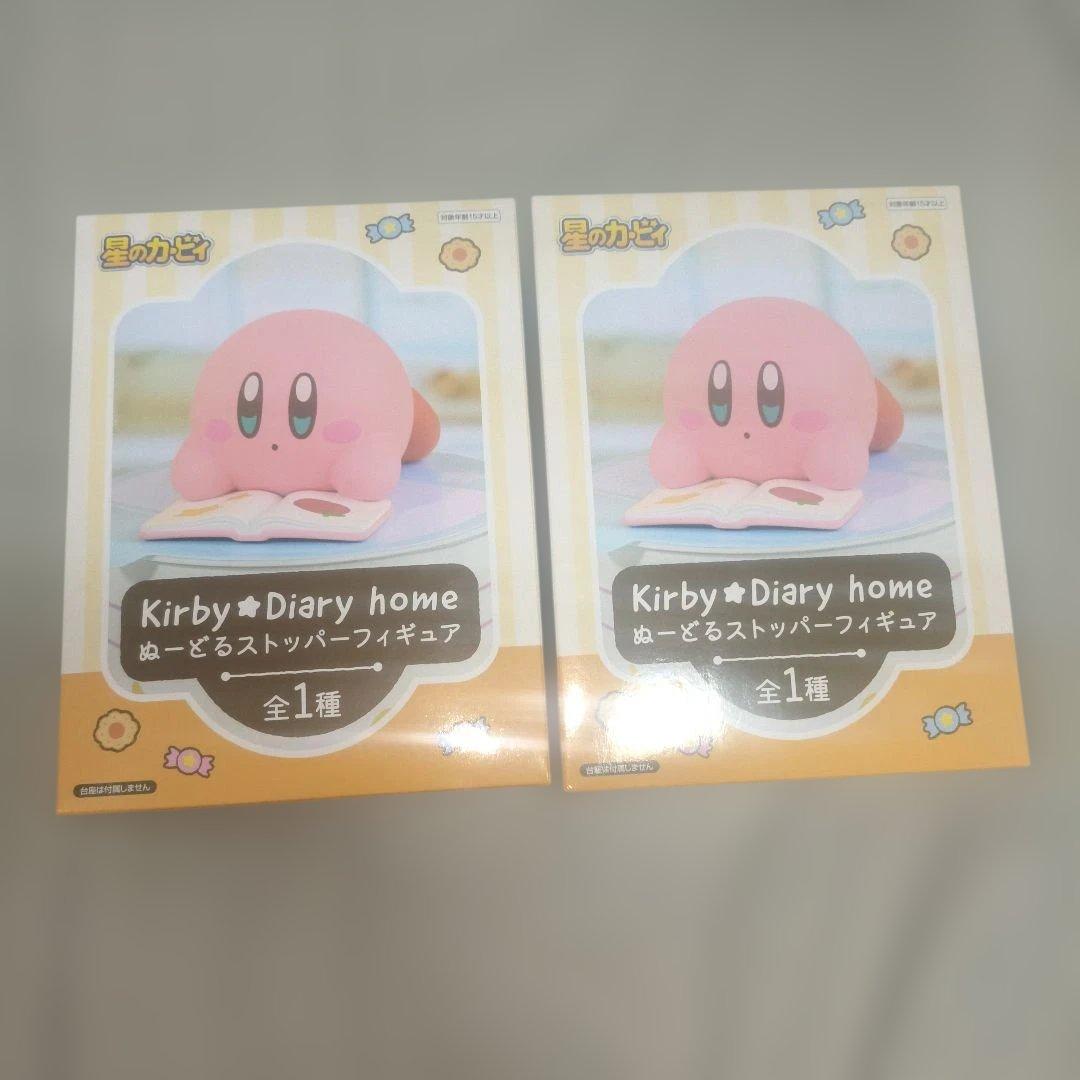 星のカービィ
対象年齢15才以上
Kirby★Diary home
ぬーどるストッパーフィギュア
全1種
台座は付属しません
星のカービィ
対象年齢15才以上
Kirby★Diary home
ぬーどるストッパーフィギュア
全1種
台座は付属しません